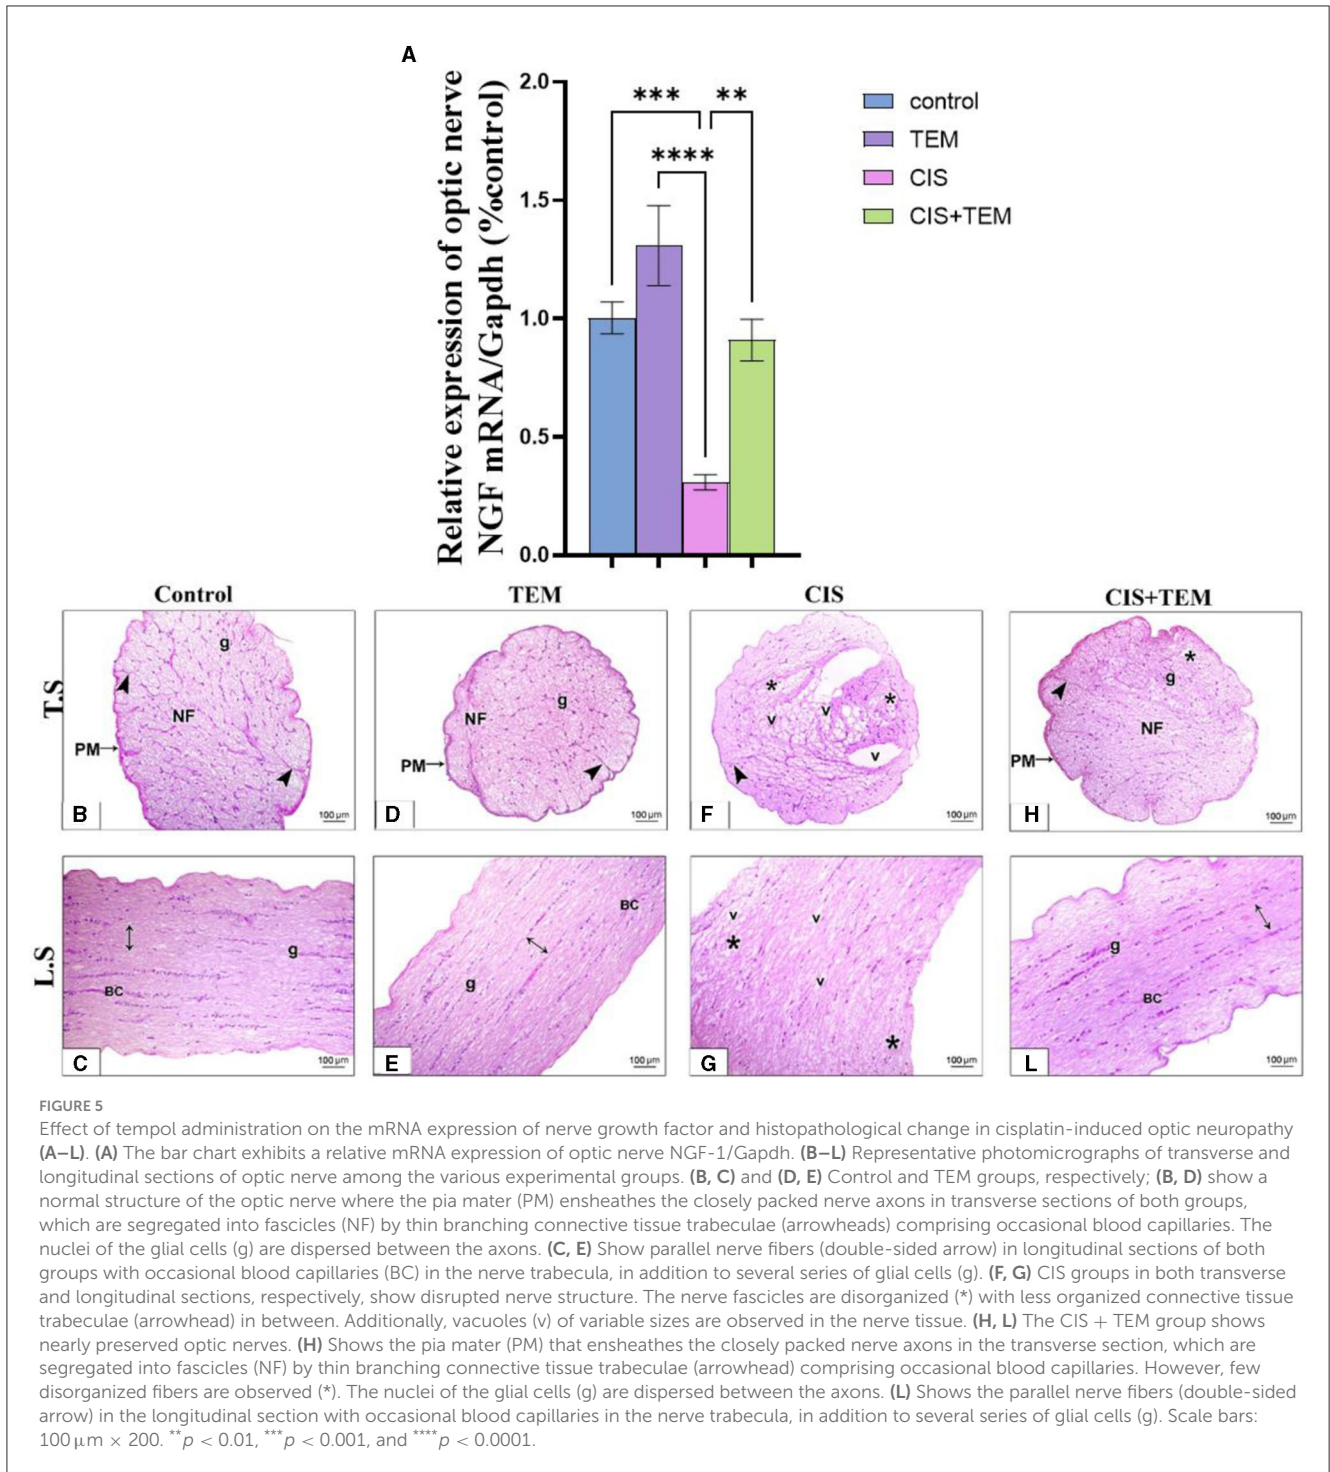 A
Relative expression of optic nerve
NGF mRNA/Gapdh (%control)
2.0
1.5
1.0
0.5
0.0
***
**
****
control
TEM
CIS
CIS+TEM
Control
TEM
CIS
CIS+TEM
T.S
g
NF
PM
B
100 µm
NF
g
PM
D
100 µm
*
v
v
*
v
F
100 µm
*
g
NF
PM
H
100 µm
L.S
g
BC
C
100 µm
BC
g
E
100 µm
v
v
*
v
*
G
100 µm
g
BC
L
100 µm
FIGURE 5
Effect of tempol administration on the mRNA expression of nerve growth factor and histopathological change in cisplatin-induced optic neuropathy
(A–L). (A) The bar chart exhibits a relative mRNA expression of optic nerve NGF-1/Gapdh. (B–L) Representative photomicrographs of transverse and
longitudinal sections of optic nerve among the various experimental groups. (B, C) and (D, E) Control and TEM groups, respectively; (B, D) show a
normal structure of the optic nerve where the pia mater (PM) ensheathes the closely packed nerve axons in transverse sections of both groups,
which are segregated into fascicles (NF) by thin branching connective tissue trabeculae (arrowheads) comprising occasional blood capillaries. The
nuclei of the glial cells (g) are dispersed between the axons. (C, E) Show parallel nerve fibers (double-sided arrow) in longitudinal sections of both
groups with occasional blood capillaries (BC) in the nerve trabecula, in addition to several series of glial cells (g). (F, G) CIS groups in both transverse
and longitudinal sections, respectively, show disrupted nerve structure. The nerve fascicles are disorganized (*) with less organized connective tissue
trabeculae (arrowhead) in between. Additionally, vacuoles (v) of variable sizes are observed in the nerve tissue. (H, L) The CIS + TEM group shows
nearly preserved optic nerves. (H) Shows the pia mater (PM) that ensheathes the closely packed nerve axons in the transverse section, which are
segregated into fascicles (NF) by thin branching connective tissue trabeculae (arrowhead) comprising occasional blood capillaries. However, few
disorganized fibers are observed (*). The nuclei of the glial cells (g) are dispersed between the axons. (L) Shows the parallel nerve fibers (double-sided
arrow) in the longitudinal section with occasional blood capillaries in the nerve trabecula, in addition to several series of glial cells (g). Scale bars:
100 µm × 200. **p < 0.01, ***p < 0.001, and ****p < 0.0001.